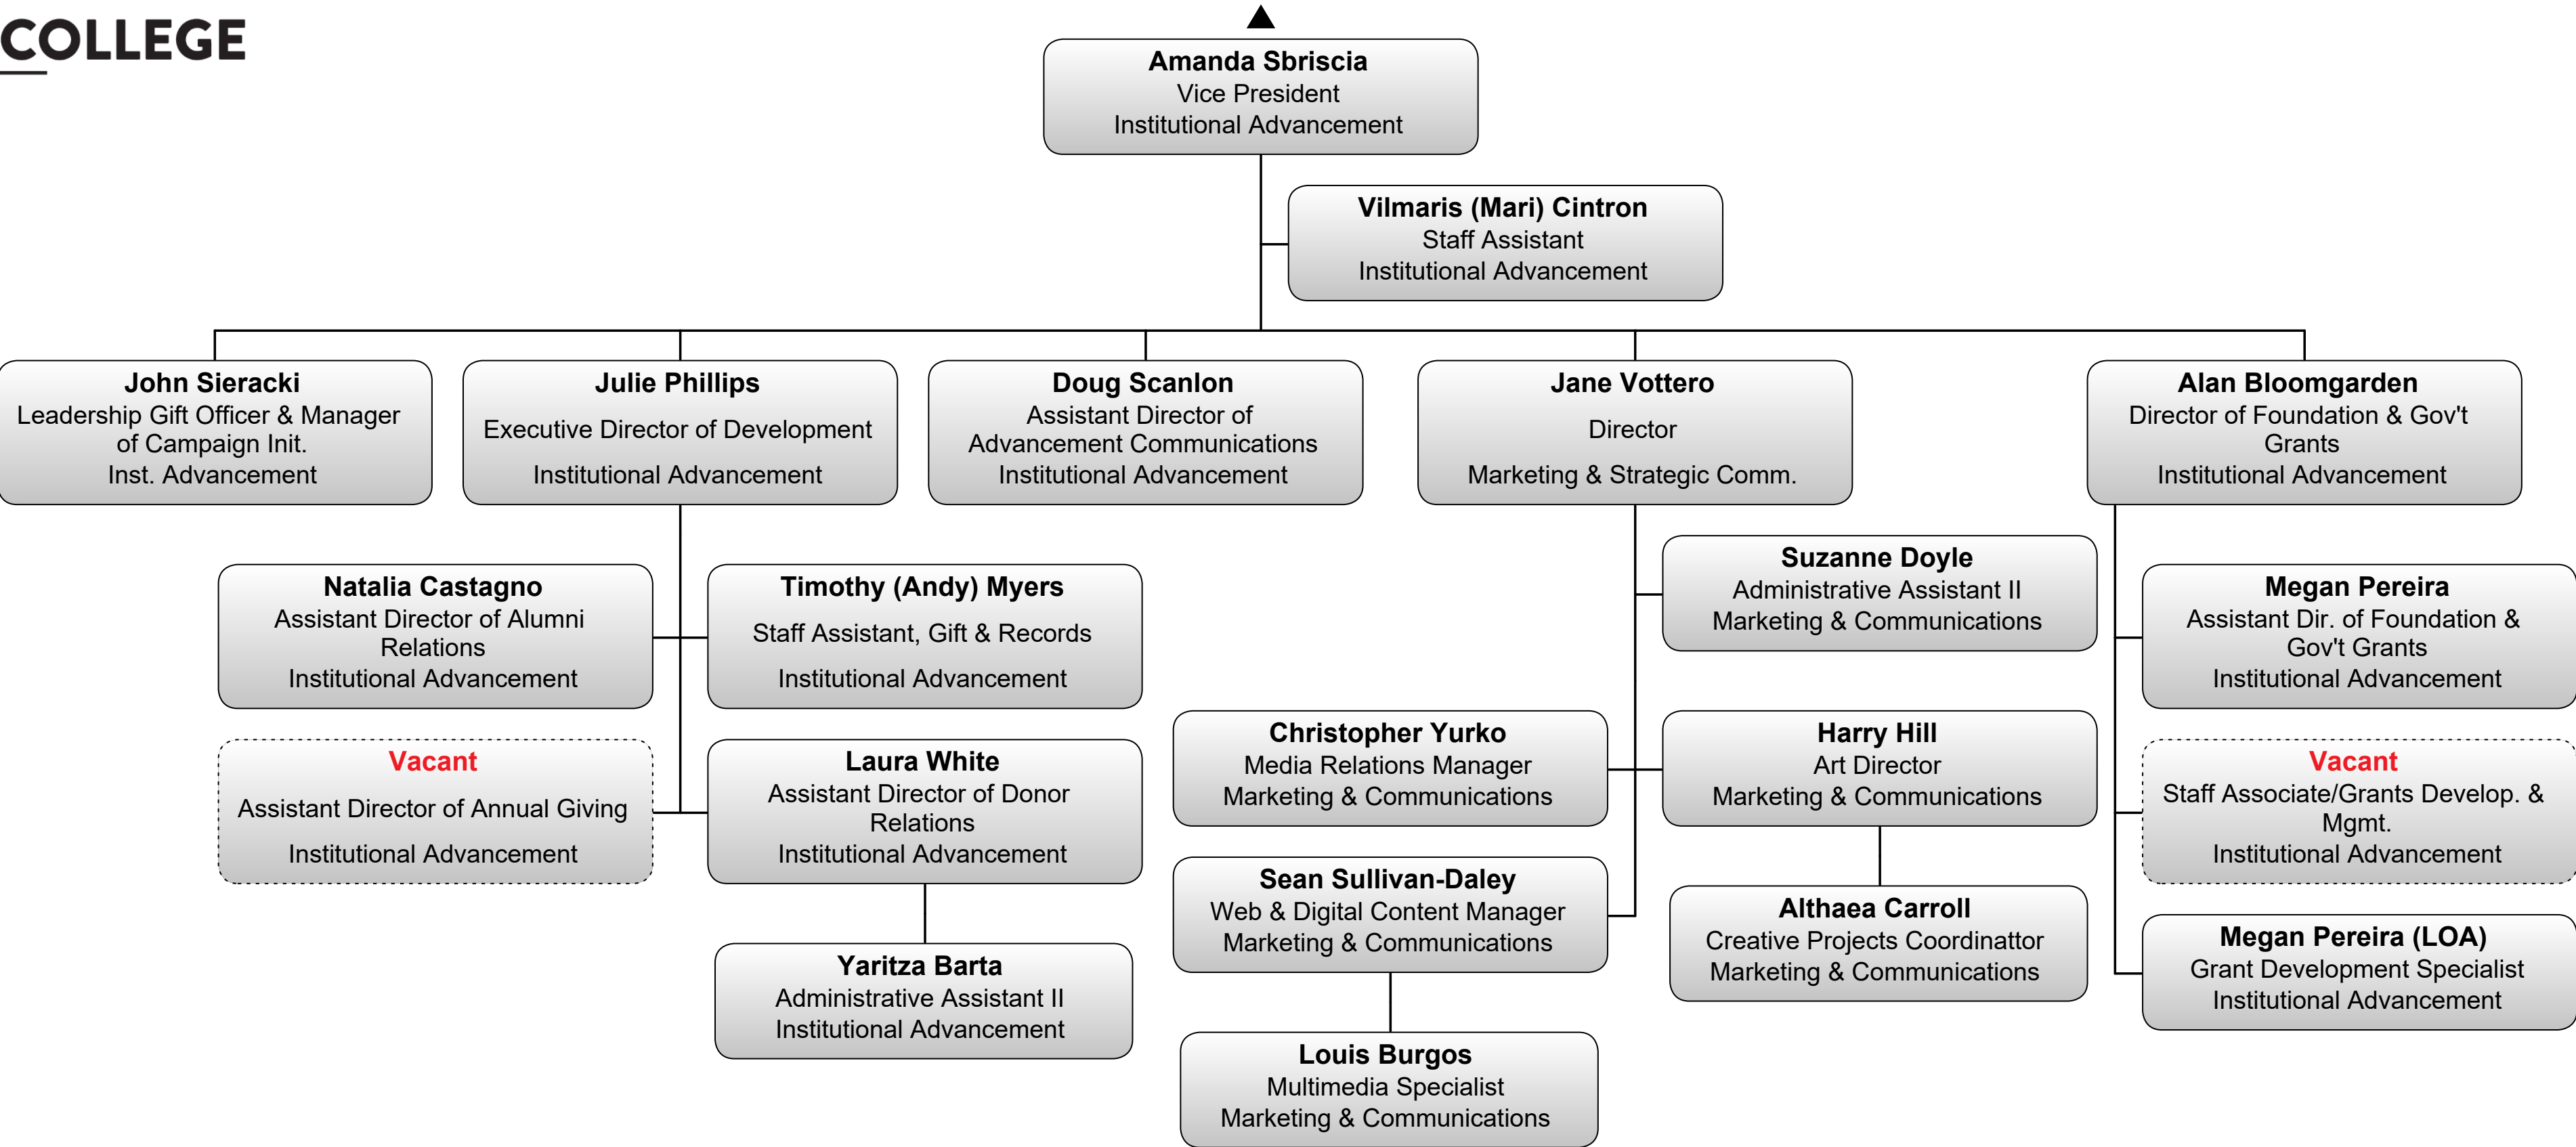 COLLEGE
Amanda Sbriscia
Vice President
Institutional Advancement
Vilmaris (Mari) Cintron
Staff Assistant
Institutional Advancement
John Sieracki
Leadership Gift Officer & Manager
of Campaign Init.
Inst. Advancement
Julie Phillips
Executive Director of Development
Institutional Advancement
Doug Scanlon
Assistant Director of
Advancement Communications
Institutional Advancement
Jane Vottero
Director
Marketing & Strategic Comm.
Alan Bloomgarden
Director of Foundation & Gov't
Grants
Institutional Advancement
Natalia Castagno
Assistant Director of Alumni
Relations
Institutional Advancement
Timothy (Andy) Myers
Staff Assistant, Gift & Records
Institutional Advancement
Vacant
Assistant Director of Annual Giving
Institutional Advancement
Laura White
Assistant Director of Donor
Relations
Institutional Advancement
Yaritza Barta
Administrative Assistant II
Institutional Advancement
Suzanne Doyle
Administrative Assistant II
Marketing & Communications
Christopher Yurko
Media Relations Manager
Marketing & Communications
Harry Hill
Art Director
Marketing & Communications
Sean Sullivan-Daley
Web & Digital Content Manager
Marketing & Communications
Althaea Carroll
Creative Projects Coordinattor
Marketing & Communications
Louis Burgos
Multimedia Specialist
Marketing & Communications
Megan Pereira
Assistant Dir. of Foundation &
Gov't Grants
Institutional Advancement
Vacant
Staff Associate/Grants Develop. &
Mgmt.
Institutional Advancement
Megan Pereira (LOA)
Grant Development Specialist
Institutional Advancement